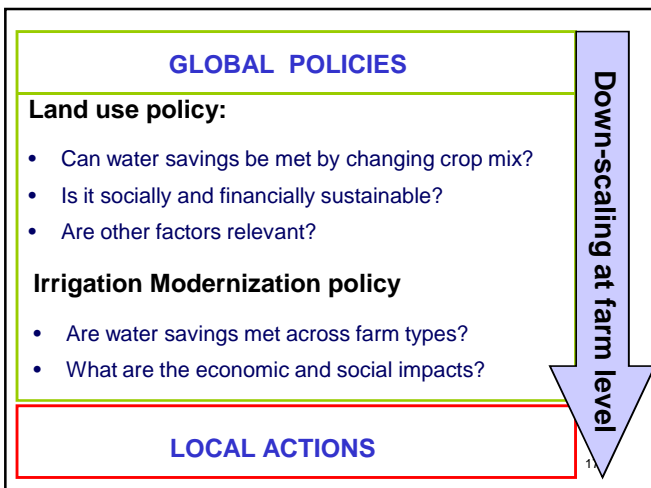 GLOBAL POLICIES
Land use policy:
• Can water savings be met by changing crop mix?
• Is it socially and financially sustainable?
• Are other factors relevant?
Irrigation Modernization policy
• Are water savings met across farm types?
• What are the economic and social impacts?
LOCAL ACTIONS
Down-scaling at farm level